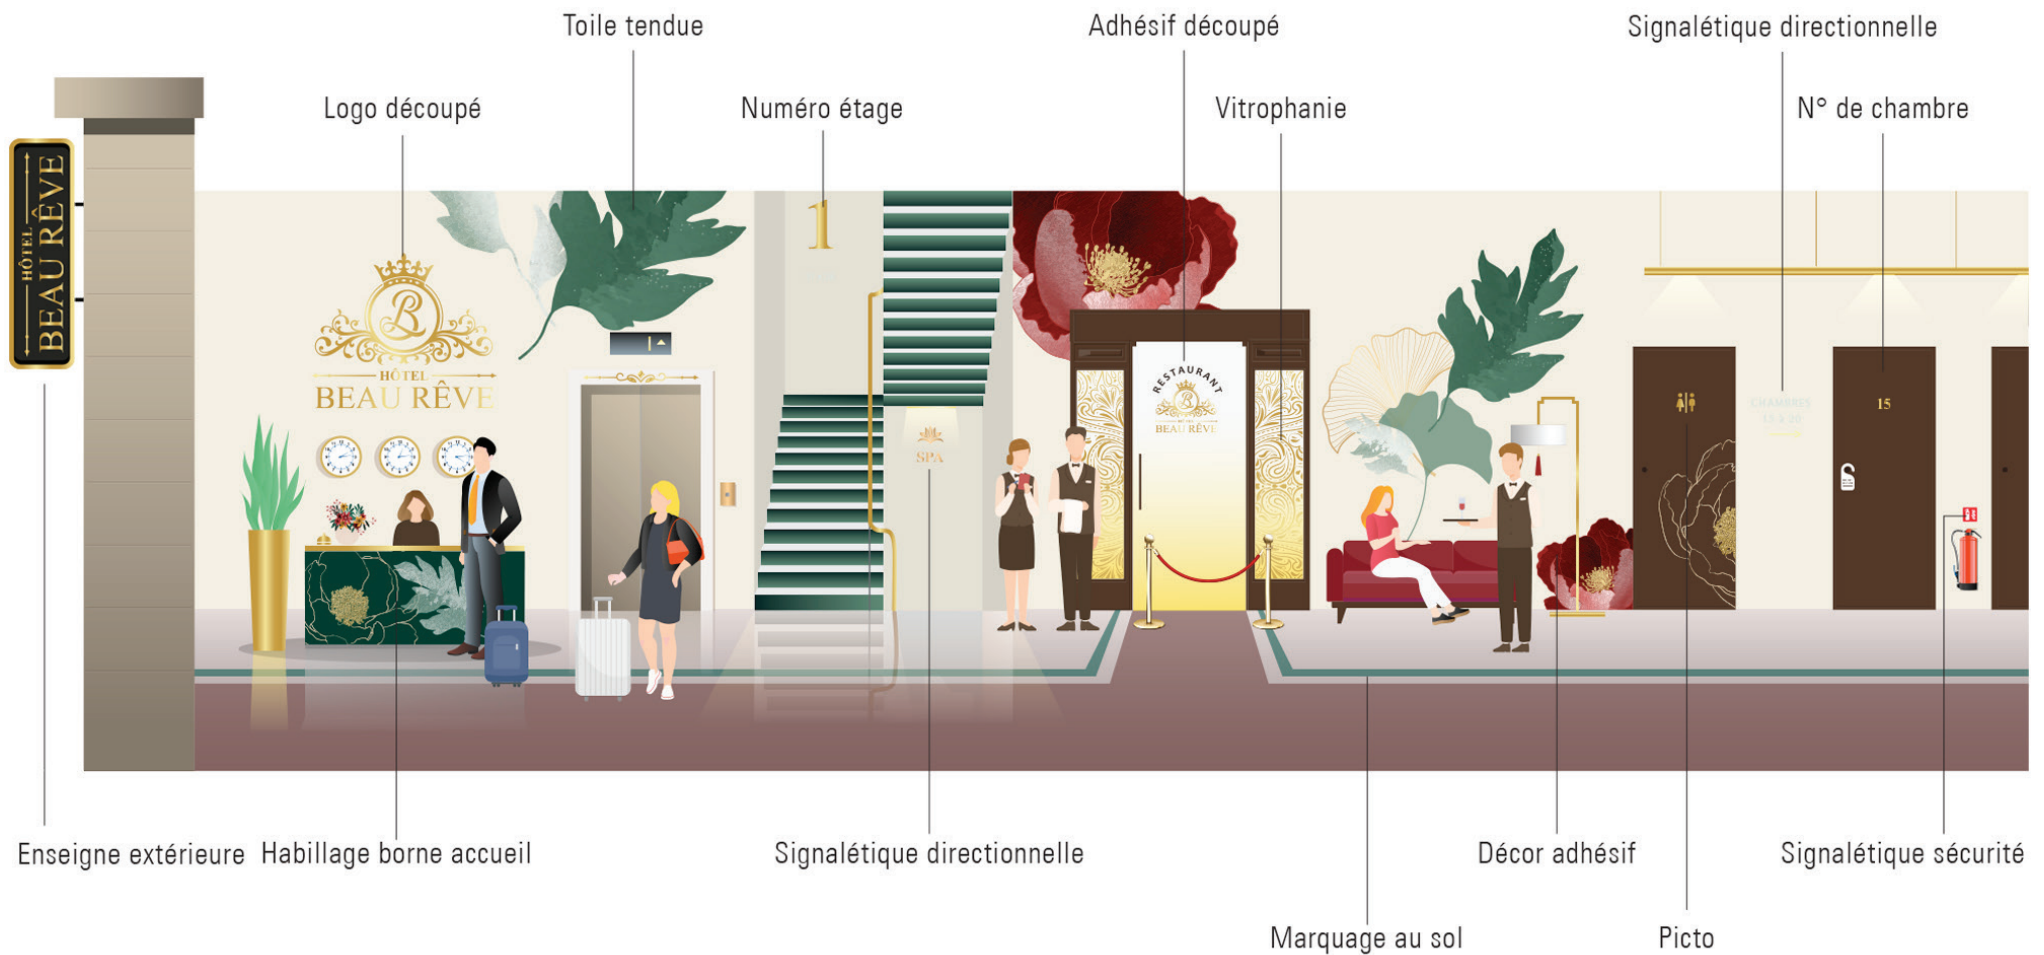 Toile tendue
Adhésif découpé
Signalétique directionnelle
Logo découpé
Numéro étage
Vitrophanie
N° de chambre
HÔTEL
BEAU RÊVE
1
B
HÔTEL
BEAU RÊVE
RESTAURANT
B
HÔTEL
BEAU RÊVE
SPA
CHAMBRES
15
Enseigne extérieure
Habillage borne accueil
Signalétique directionnelle
Décor adhésif
Signalétique sécurité
Marquage au sol
Picto